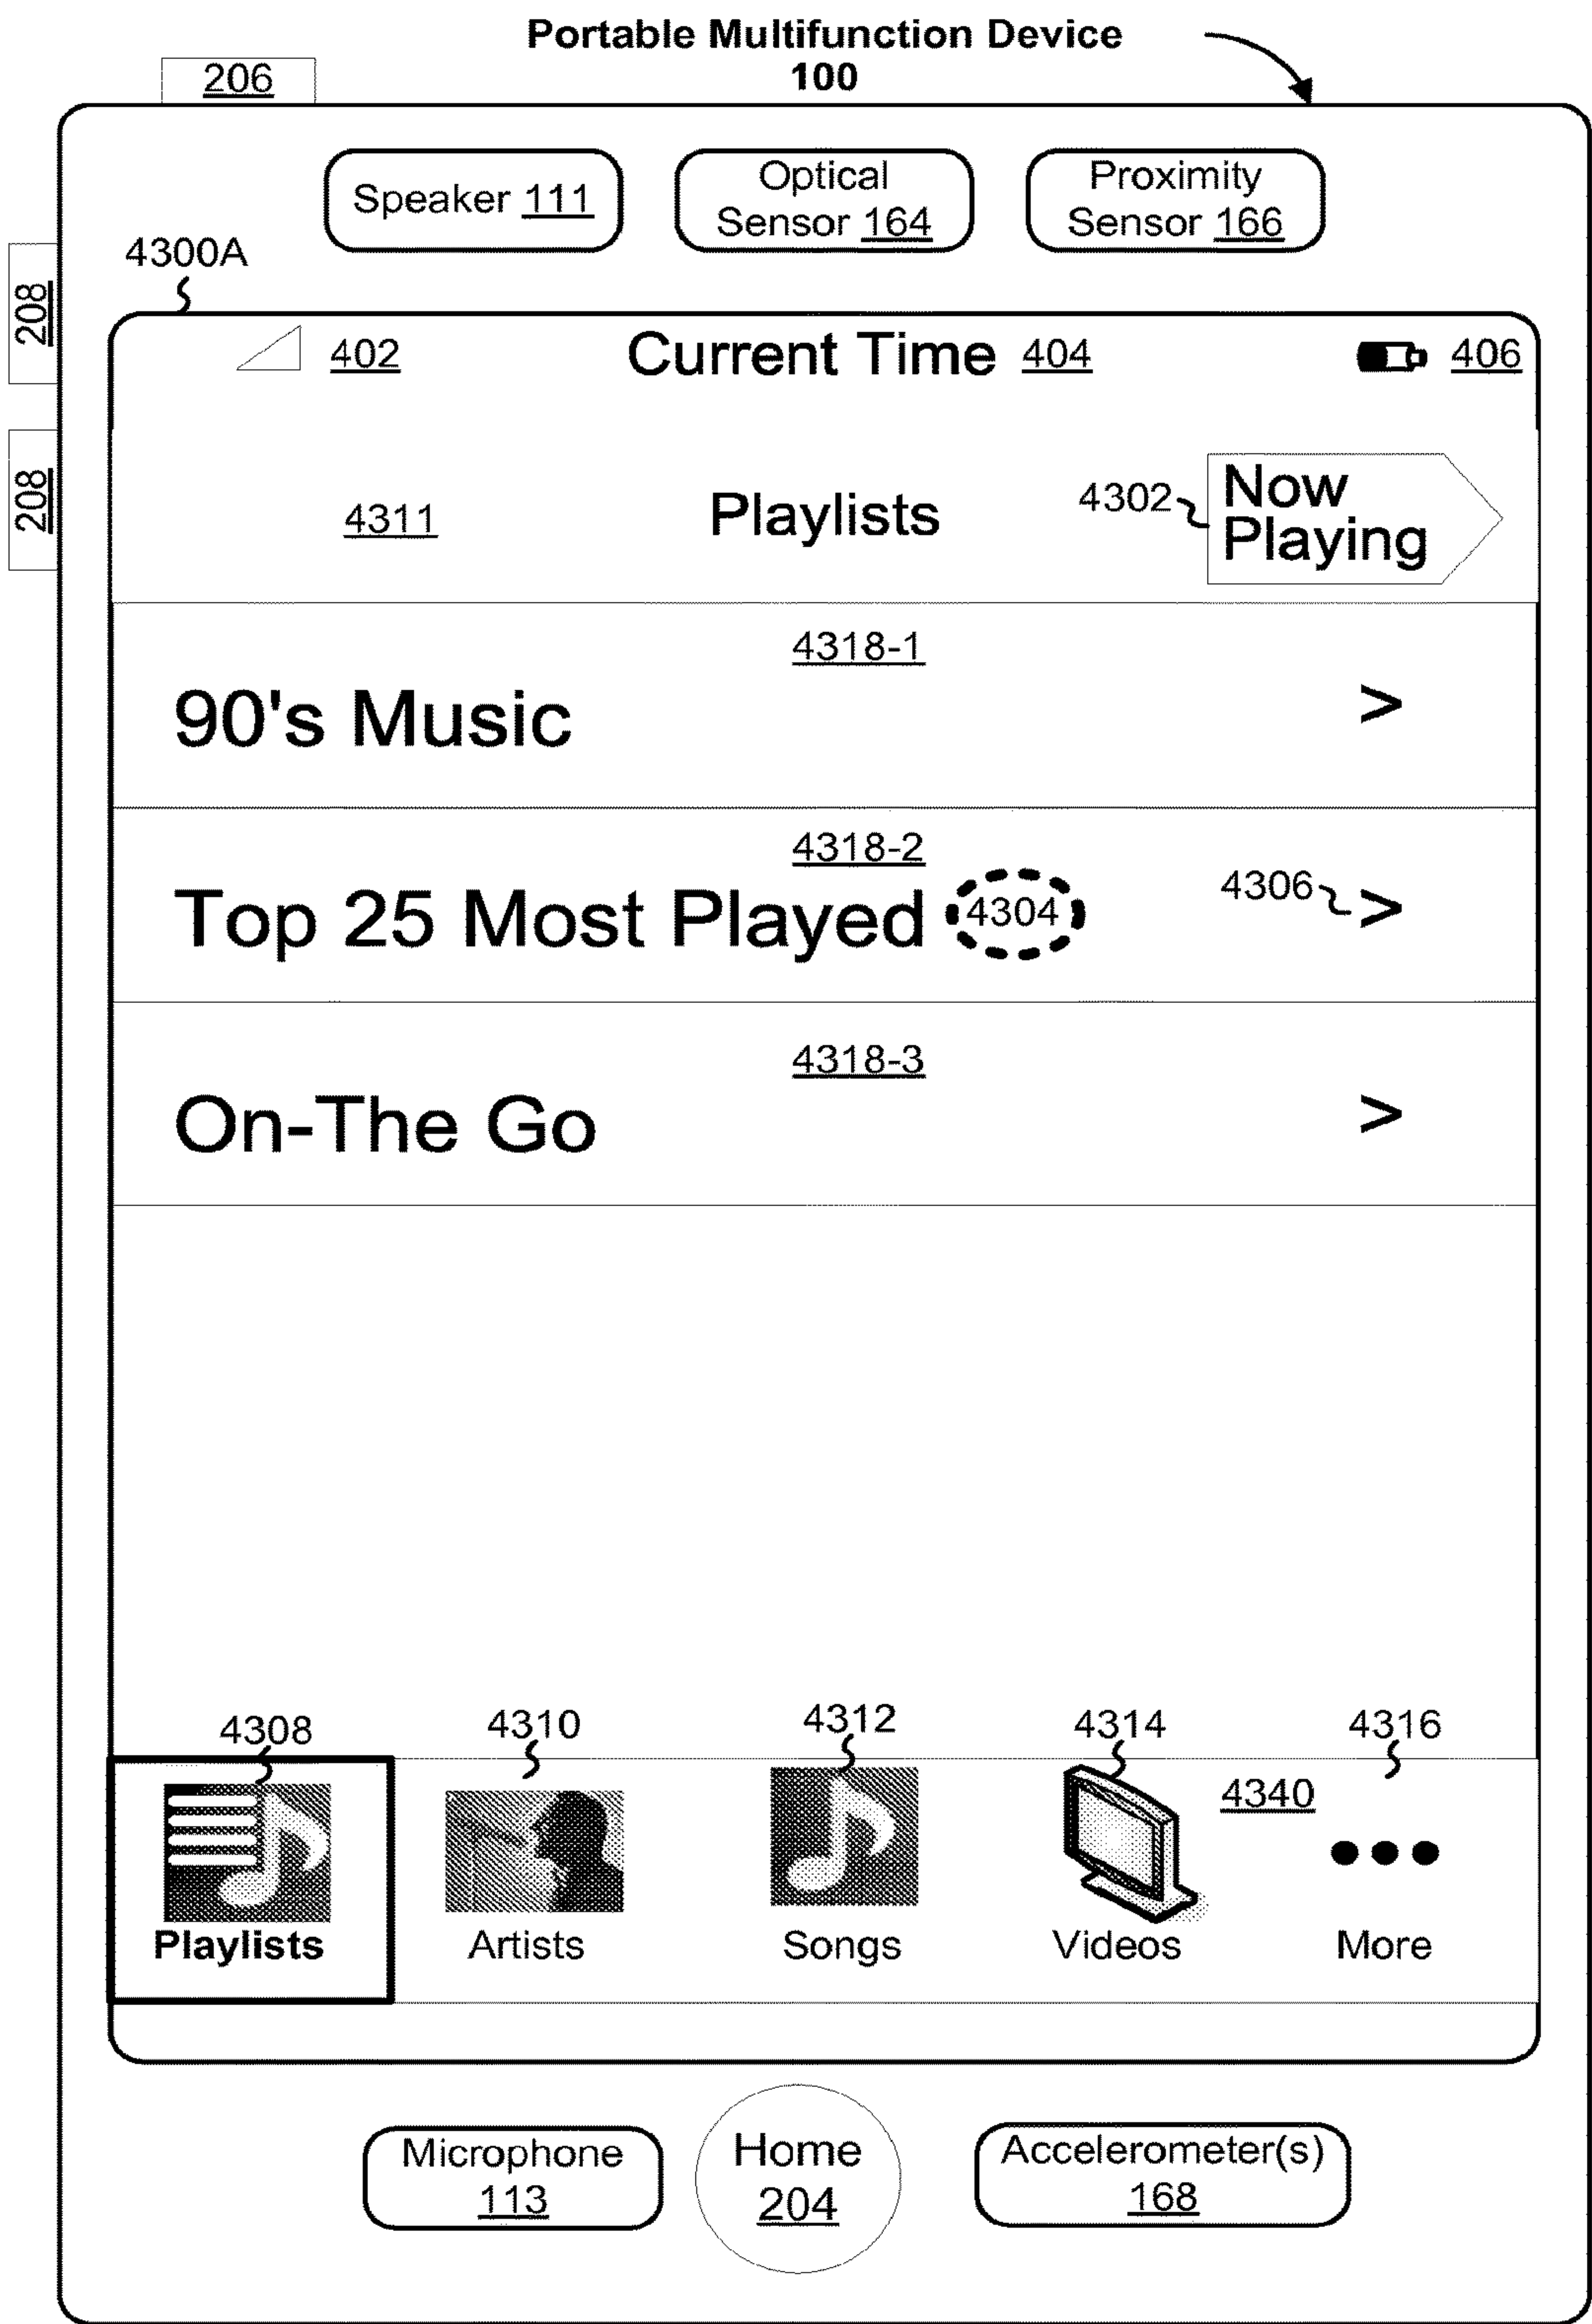 Portable Multifunction Device
100
206
Speaker 111
Optical
Sensor 164
Proximity
Sensor 166
4300A
208
402
Current Time 404
406
208
4311
Playlists
4302
Now
Playing
4318-1
90's Music
>
4318-2
Top 25 Most Played
4304
4306
>
4318-3
On-The Go
>
4308
4310
4312
4314
4316
4340
Playlists
Artists
Songs
Videos
More
Microphone
113
Home
204
Accelerometer(s)
168